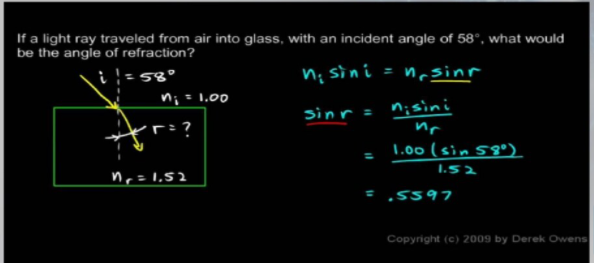 If a light ray traveled from air into glass, with an incident angle of 58°, what would
be the angle of refraction?
i = 58°
nᵢ = 1.00
r = ?
nᵣ = 1.52
nᵢ sin i = nᵣ sin r
sin r = nᵢ sin i / nᵣ
= 1.00 (sin 58°) / 1.52
= .5597
Copyright (c) 2009 by Derek Owens